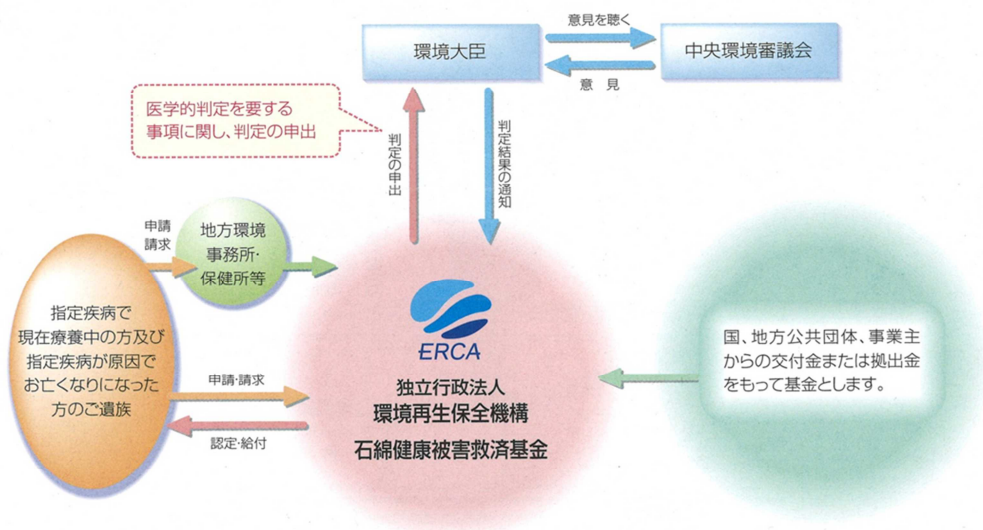 環境大臣
意見を聴く
意 見
中央環境審議会
医学的判定を要する
事項に関し、判定の申出
判定の申出
判定結果の通知
申請
請求
地方環境
事務所・
保健所等
指定疾病で
現在療養中の方及び
指定疾病が原因で
お亡くなりになった
方のご遺族
申請・請求
認定・給付
ERCA
独立行政法人
環境再生保全機構
石綿健康被害救済基金
国、地方公共団体、事業主
からの交付金または拠出金
をもって基金とします。